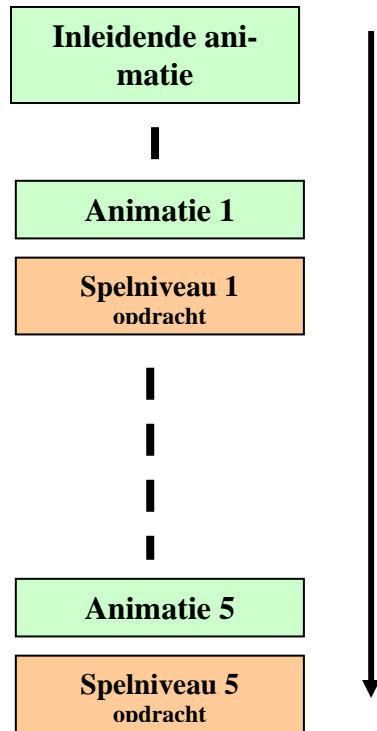 Inleidende ani-
matie
Animatie 1
Spelniveau 1
opdracht
Animatie 5
Spelniveau 5
opdracht